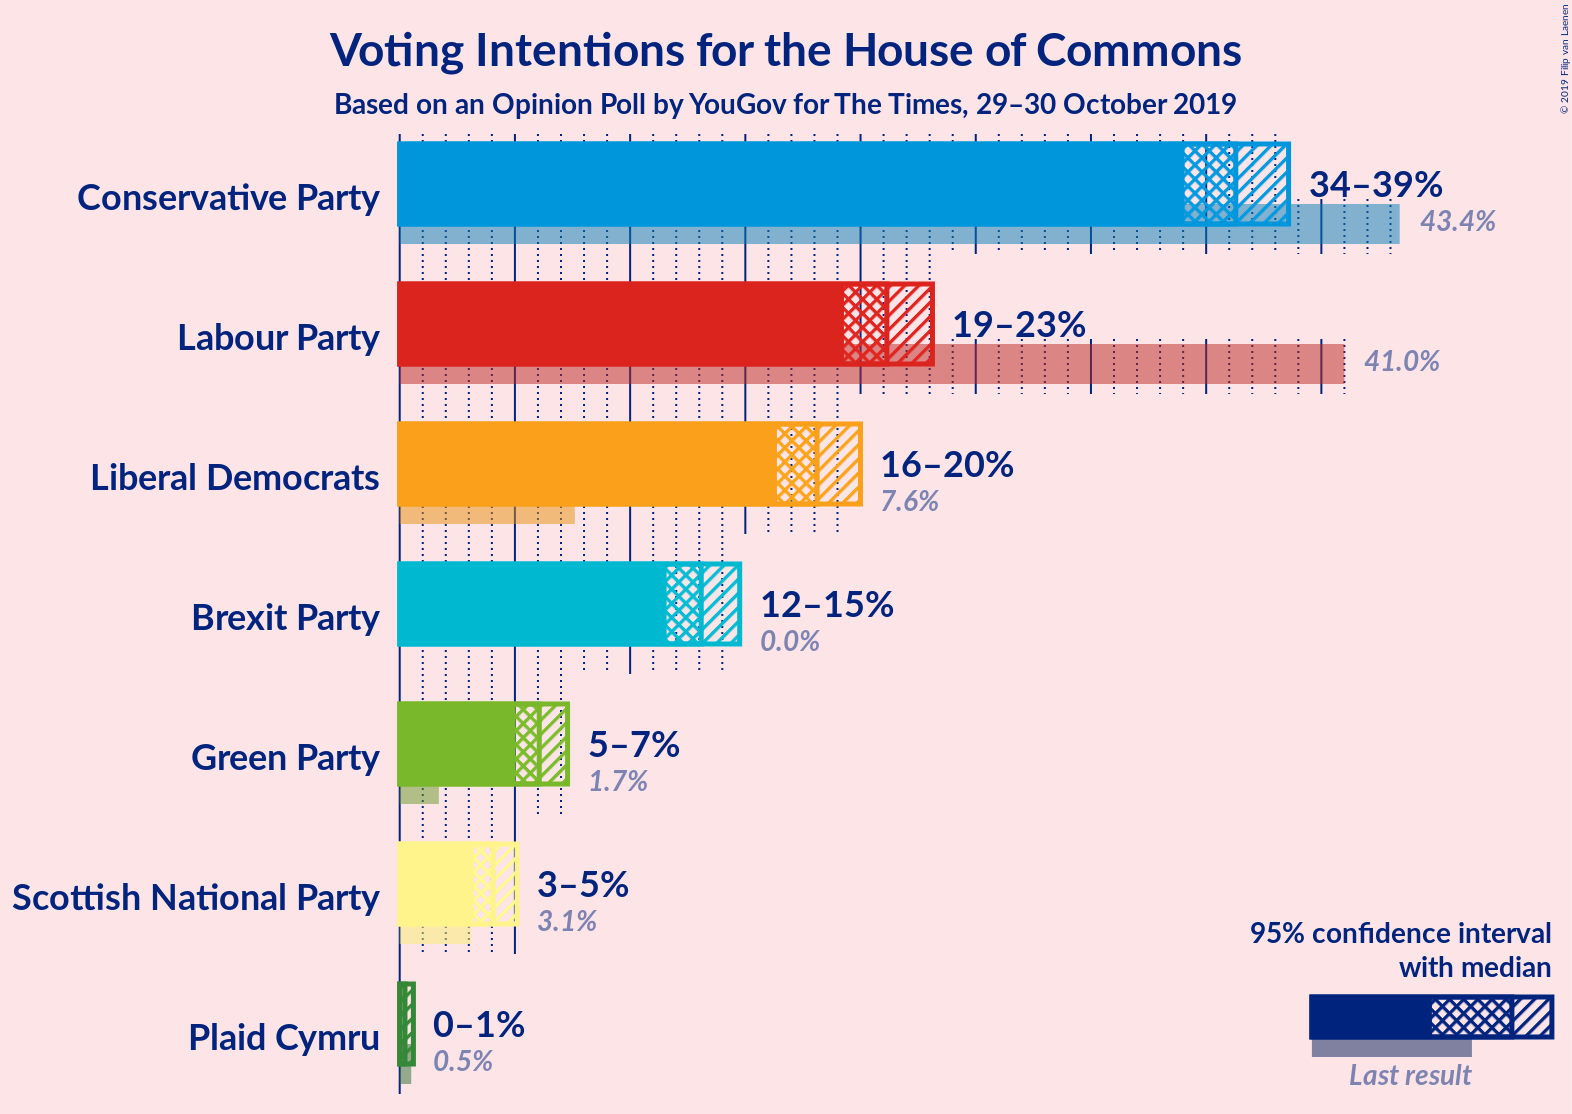 Voting Intentions for the House of Commons
Based on an Opinion Poll by YouGov for The Times, 29–30 October 2019
© 2019 Filip van Laenen
Conservative Party
34–39%
43.4%
Labour Party
19–23%
41.0%
Liberal Democrats
16–20%
7.6%
Brexit Party
12–15%
0.0%
Green Party
5–7%
1.7%
Scottish National Party
3–5%
3.1%
Plaid Cymru
0–1%
0.5%
95% confidence interval
with median
Last result